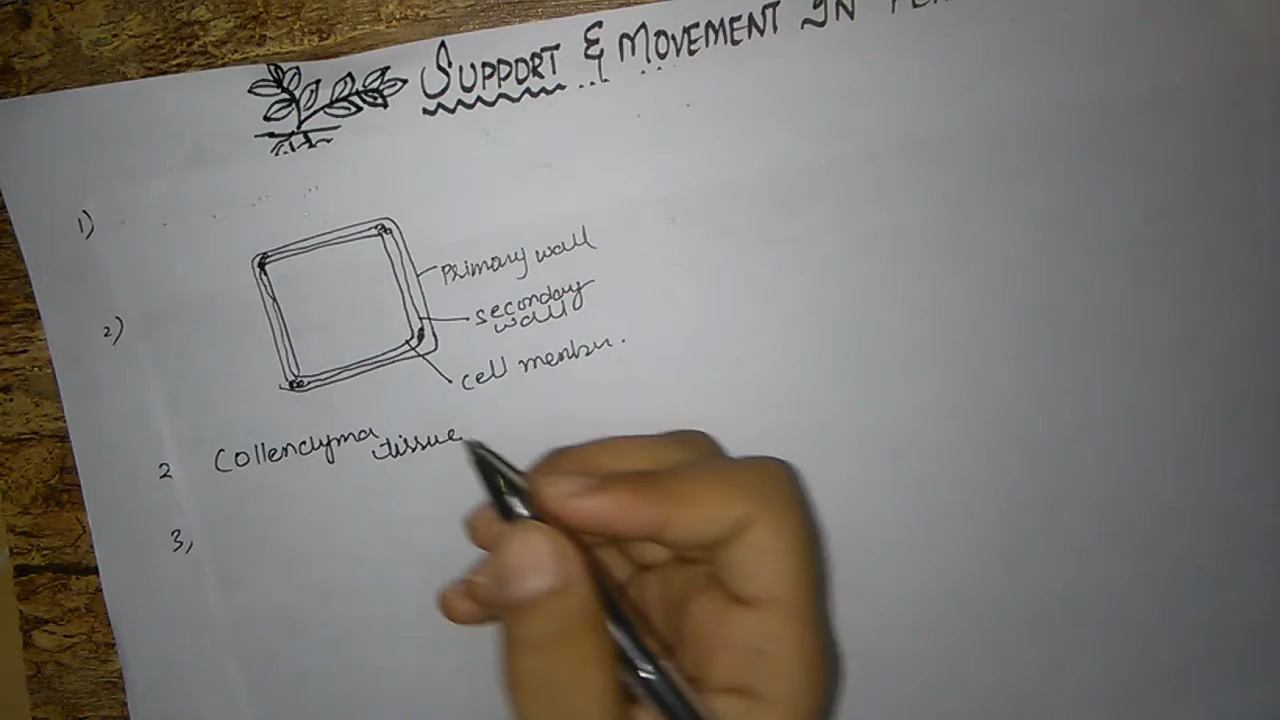 SUPPORT & MOVEMENT IN
1)
primary wall
secondary
wall
2)
cell membr.
2 Collenchyma tissue
3,